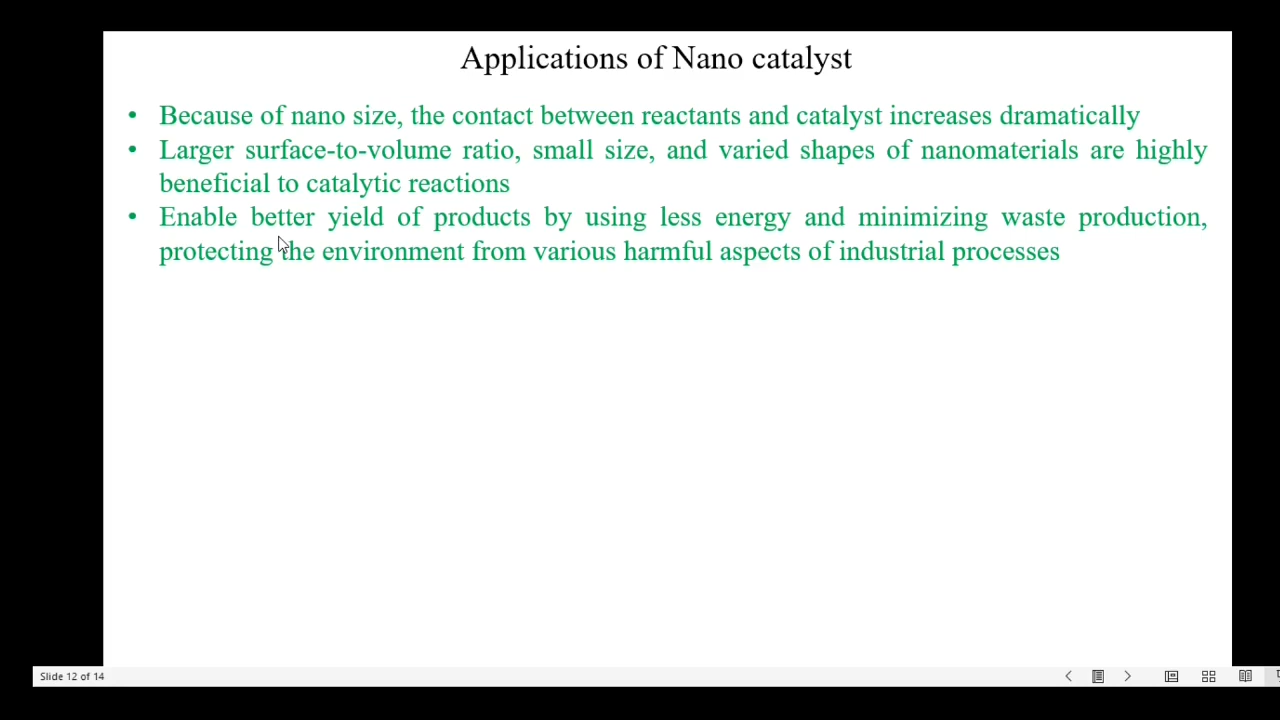 Applications of Nano catalyst
• Because of nano size, the contact between reactants and catalyst increases dramatically
• Larger surface-to-volume ratio, small size, and varied shapes of nanomaterials are highly
beneficial to catalytic reactions
• Enable better yield of products by using less energy and minimizing waste production,
protecting the environment from various harmful aspects of industrial processes
Slide 12 of 14